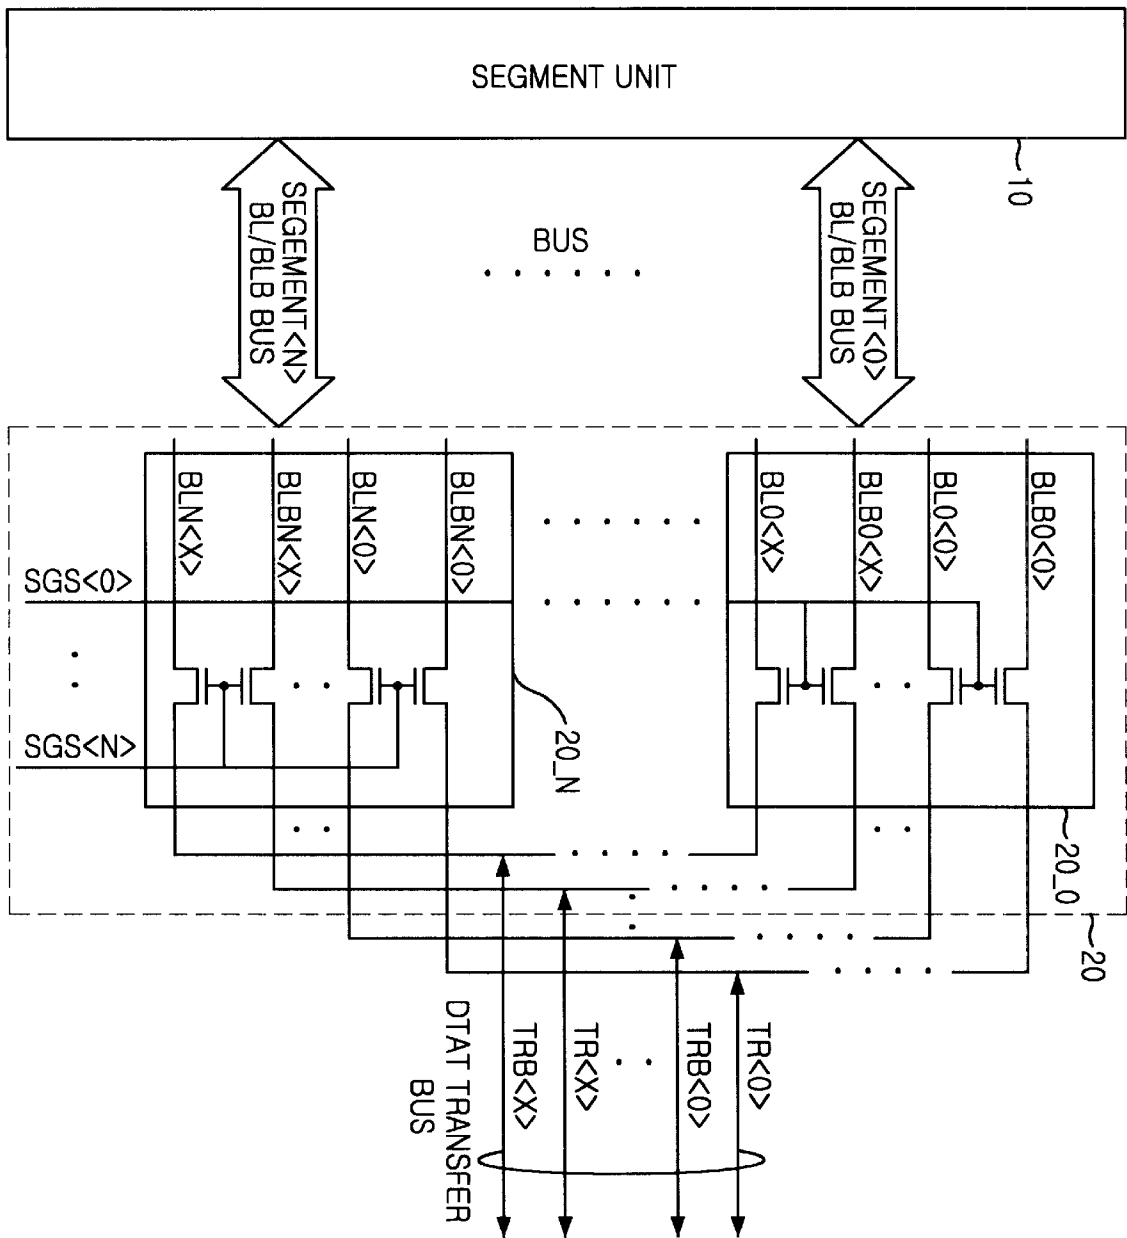 SEGMENT UNIT
10
SEGEMENT<N>
BL/BLB BUS
BUS
SEGEMENT<0>
BL/BLB BUS
BLN<X>
BLBN<X>
BLN<0>
BLBN<0>
BL0<X>
BLB0<X>
BL0<0>
BLB0<0>
SGS<0>
SGS<N>
20_N
20_0
20
DTAT TRANSFER
BUS
TRB<X>
TR<X>
TRB<0>
TR<0>